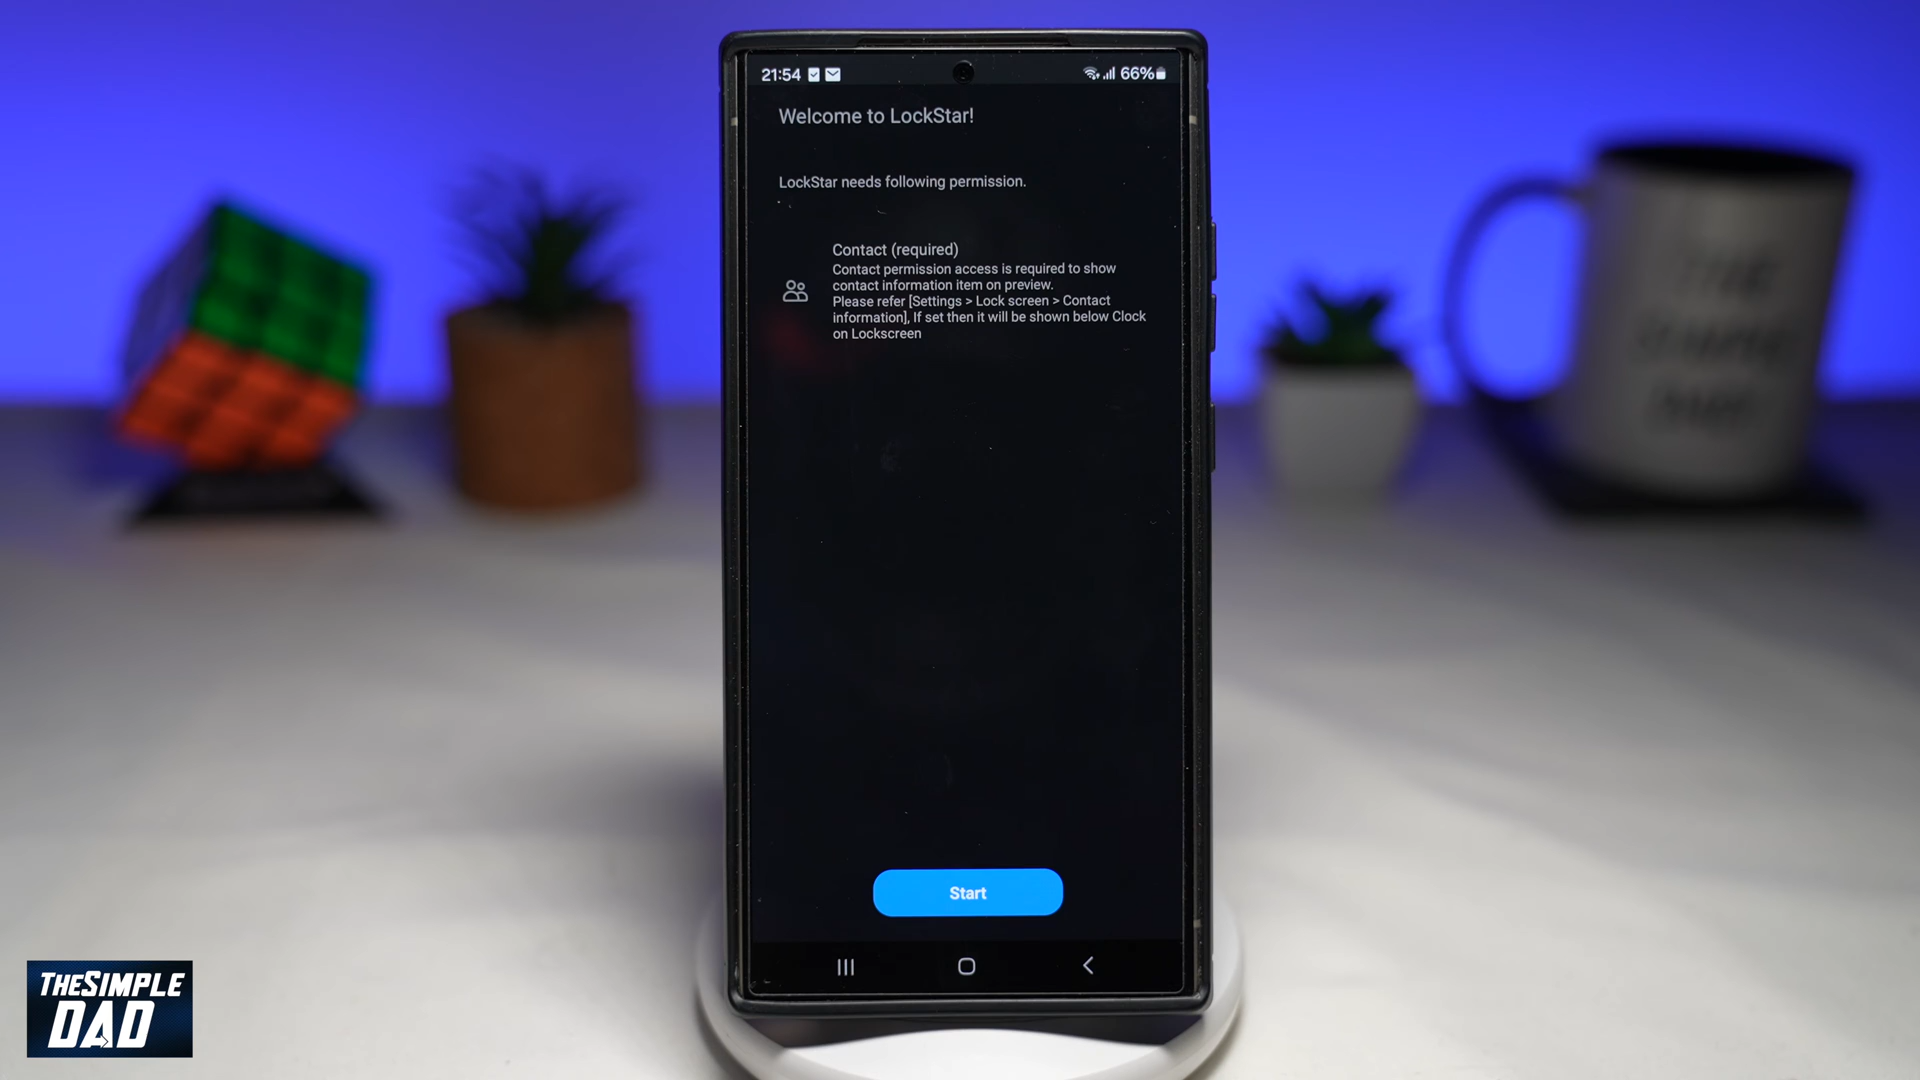 21:54
66%
Welcome to LockStar!
LockStar needs following permission.
Contact (required)
Contact permission access is required to show
contact information item on preview.
Please refer [Settings > Lock screen > Contact
information], If set then it will be shown below Clock
on Lockscreen
Start
THESIMPLE
DAD